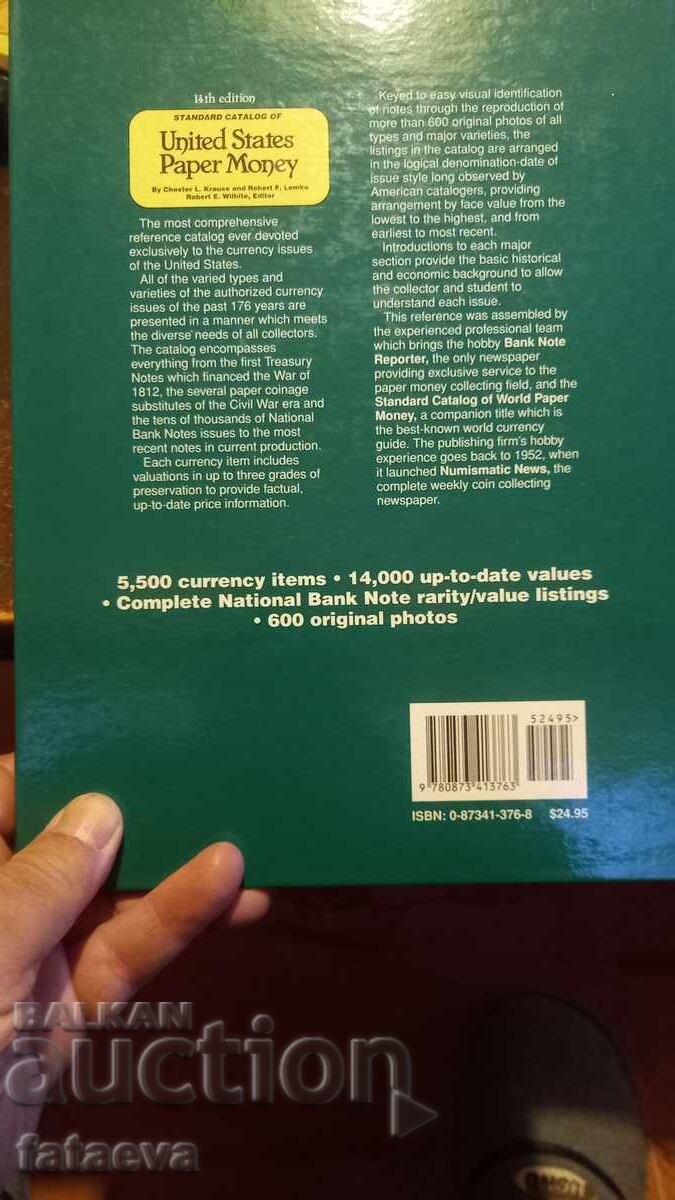 14th edition
STANDARD CATALOG OF
United States
Paper Money
By Chester L. Krause and Robert F. Lemke
Robert E. Wilhite, Editor
The most comprehensive
reference catalog ever devoted
exclusively to the currency issues
of the United States.
All of the varied types and
varieties of the authorized currency
issues of the past 176 years are
presented in a manner which meets
the diverse needs of all collectors.
The catalog encompasses
everything from the first Treasury
Notes which financed the War of
1812, the several paper coinage
substitutes of the Civil War era and
the tens of thousands of National
Bank Notes issues to the most
recent notes in current production.
Each currency item includes
valuations in up to three grades of
preservation to provide factual,
up-to-date price information.
Keyed to easy visual identification
of notes through the reproduction of
more than 600 original photos of all
types and major varieties, the
listings in the catalog are arranged
in the logical denomination-date of
issue style long observed by
American catalogers, providing
arrangement by face value from the
lowest to the highest, and from
earliest to most recent.
Introductions to each major
section provide the basic historical
and economic background to allow
the collector and student to
understand each issue.
This reference was assembled by
the experienced professional team
which brings the hobby Bank Note
Reporter, the only newspaper
providing exclusive service to the
paper money collecting field, and the
Standard Catalog of World Paper
Money, a companion title which is
the best-known world currency
guide. The publishing firm's hobby
experience goes back to 1952, when
it launched Numismatic News, the
complete weekly coin collecting
newspaper.
5,500 currency items • 14,000 up-to-date values
• Complete National Bank Note rarity/value listings
• 600 original photos
52495>
9 780873 413763
ISBN: 0-87341-376-8 $24.95
BALKAN
auction
fataeva